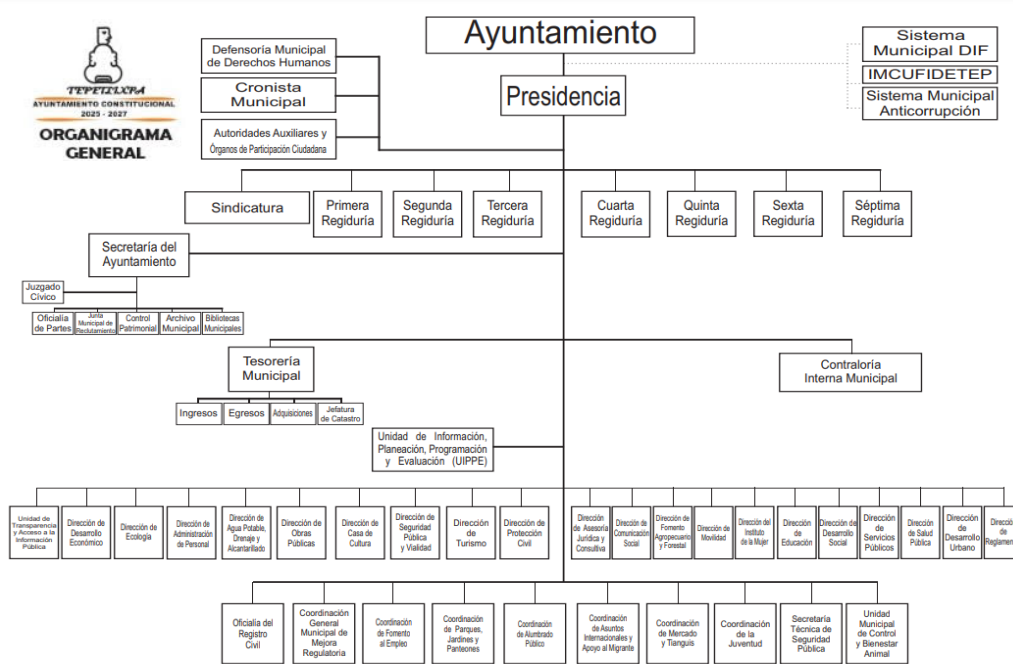 Ayuntamiento
Presidencia
TEPETLIXPA
AYUNTAMIENTO CONSTITUCIONAL
2025 - 2027
ORGANIGRAMA
GENERAL
Defensoría Municipal
de Derechos Humanos
Cronista
Municipal
Autoridades Auxiliares y
Órganos de Participación Ciudadana
Sistema
Municipal DIF
IMCUFIDETEP
Sistema Municipal
Anticorrupción
Sindicatura
Primera
Regiduría
Segunda
Regiduría
Tercera
Regiduría
Cuarta
Regiduría
Quinta
Regiduría
Sexta
Regiduría
Séptima
Regiduría
Secretaría del
Ayuntamiento
Juzgado
Cívico
Oficialía
de Partes
Junta
Municipal de
Reclutamiento
Control
Patrimonial
Archivo
Municipal
Bibliotecas
Municipales
Tesorería
Municipal
Ingresos
Egresos
Adquisiciones
Jefatura
de Catastro
Contraloría
Interna Municipal
Unidad de Información,
Planeación, Programación
y Evaluación (UIPPE)
Unidad de
Transparencia
y Acceso a la
Información
Pública
Dirección de
Desarrollo
Económico
Dirección de
Ecología
Dirección de
Administración
de Personal
Dirección de
Agua Potable,
Drenaje y
Alcantarillado
Dirección de
Obras
Públicas
Dirección de
Casa de
Cultura
Dirección de
Seguridad
Pública
y Vialidad
Dirección
de
Turismo
Dirección de
Protección
Civil
Dirección
de Asesoría
Jurídica y
Consultiva
Dirección de
Comunicación
Social
Dirección de
Fomento
Agropecuario
y Forestal
Dirección de
Movilidad
Dirección del
Instituto
de la Mujer
Dirección de
Educación
Dirección de
Desarrollo
Social
Dirección
de
Servicios
Públicos
Dirección
de Salud
Pública
Dirección
de
Desarrollo
Urbano
Dirección
de
Reglamen
Oficialía del
Registro
Civil
Coordinación
General
Municipal de
Mejora
Regulatoria
Coordinación
de Fomento
al Empleo
Coordinación
de Parques,
Jardines y
Panteones
Coordinación
de Alumbrado
Público
Coordinación
de Asuntos
Internacionales y
Apoyo al Migrante
Coordinación
de Mercado
y Tianguis
Coordinación
de la
Juventud
Secretaría
Técnica de
Seguridad
Pública
Unidad
Municipal
de Control
y Bienestar
Animal